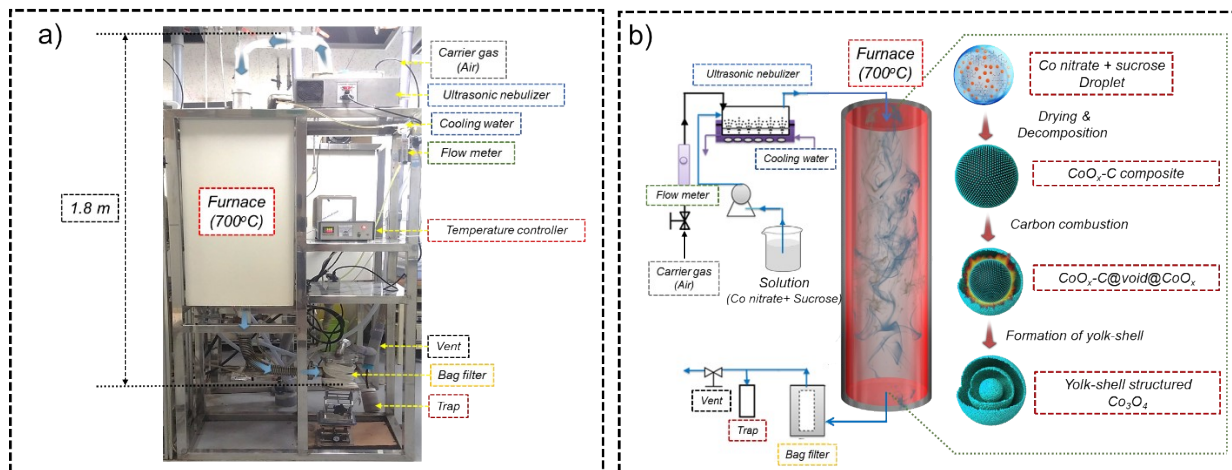 a)
Carrier gas
(Air)
Ultrasonic nebulizer
Cooling water
Flow meter
Furnace
(700°C)
1.8 m
Temperature controller
Vent
Bag filter
Trap
b)
Furnace
(700°C)
Ultrasonic nebulizer
Cooling water
Flow meter
Carrier gas
(Air)
Solution
(Co nitrate+ Sucrose)
Vent
Trap
Bag filter
Co nitrate + sucrose
Droplet
Drying &
Decomposition
CoOₓ-C composite
Carbon combustion
CoOₓ-C@void@CoOₓ
Formation of yolk-shell
Yolk-shell structured
Co₃O₄